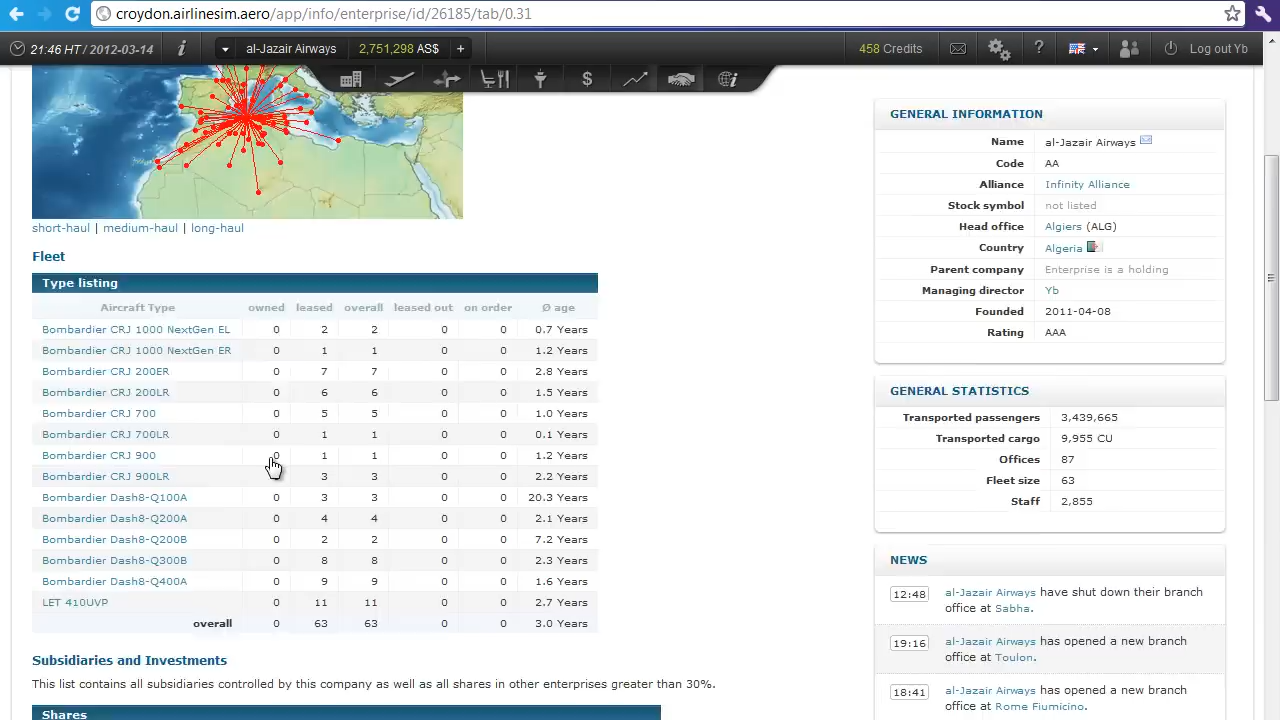 croydon.airlinesim.aero/app/info/enterprise/id/26185/tab/0.31
21:46 HT / 2012-03-14 i al-Jazair Airways 2,751,298 AS$ + 458 Credits ? Log out Yb
short-haul | medium-haul | long-haul
Fleet
Type listing
Aircraft Type owned leased overall leased out on order Ø age
Bombardier CRJ 1000 NextGen EL 0 2 2 0 0 0.7 Years
Bombardier CRJ 1000 NextGen ER 0 1 1 0 0 1.2 Years
Bombardier CRJ 200ER 0 7 7 0 0 2.8 Years
Bombardier CRJ 200LR 0 6 6 0 0 1.5 Years
Bombardier CRJ 700 0 5 5 0 0 1.0 Years
Bombardier CRJ 700LR 0 1 1 0 0 0.1 Years
Bombardier CRJ 900 0 1 1 0 0 1.2 Years
Bombardier CRJ 900LR 0 3 3 0 0 2.2 Years
Bombardier Dash8-Q100A 0 3 3 0 0 20.3 Years
Bombardier Dash8-Q200A 0 4 4 0 0 2.1 Years
Bombardier Dash8-Q200B 0 2 2 0 0 7.2 Years
Bombardier Dash8-Q300B 0 8 8 0 0 2.3 Years
Bombardier Dash8-Q400A 0 9 9 0 0 1.6 Years
LET 410UVP 0 11 11 0 0 2.7 Years
overall 0 63 63 0 0 3.0 Years
Subsidiaries and Investments
This list contains all subsidiaries controlled by this company as well as all shares in other enterprises greater than 30%.
Shares
GENERAL INFORMATION
Name al-Jazair Airways
Code AA
Alliance Infinity Alliance
Stock symbol not listed
Head office Algiers (ALG)
Country Algeria
Parent company Enterprise is a holding
Managing director Yb
Founded 2011-04-08
Rating AAA
GENERAL STATISTICS
Transported passengers 3,439,665
Transported cargo 9,955 CU
Offices 87
Fleet size 63
Staff 2,855
NEWS
12:48 al-Jazair Airways have shut down their branch
office at Sabha.
19:16 al-Jazair Airways has opened a new branch
office at Toulon.
18:41 al-Jazair Airways has opened a new branch
office at Rome Fiumicino.